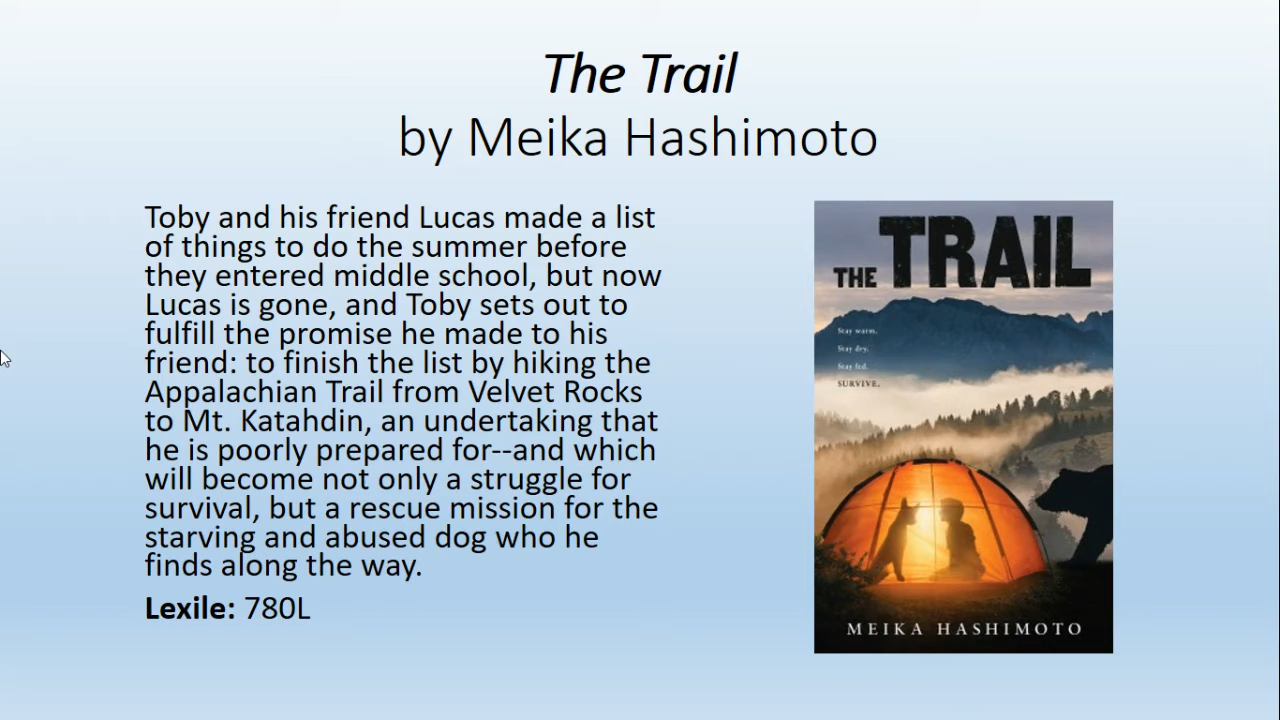 The Trail
by Meika Hashimoto
Toby and his friend Lucas made a list
of things to do the summer before
they entered middle school, but now
Lucas is gone, and Toby sets out to
fulfill the promise he made to his
friend: to finish the list by hiking the
Appalachian Trail from Velvet Rocks
to Mt. Katahdin, an undertaking that
he is poorly prepared for--and which
will become not only a struggle for
survival, but a rescue mission for the
starving and abused dog who he
finds along the way.
Lexile: 780L
THE TRAIL
Stay warm.
Stay dry.
Stay fed.
SURVIVE.
MEIKA HASHIMOTO